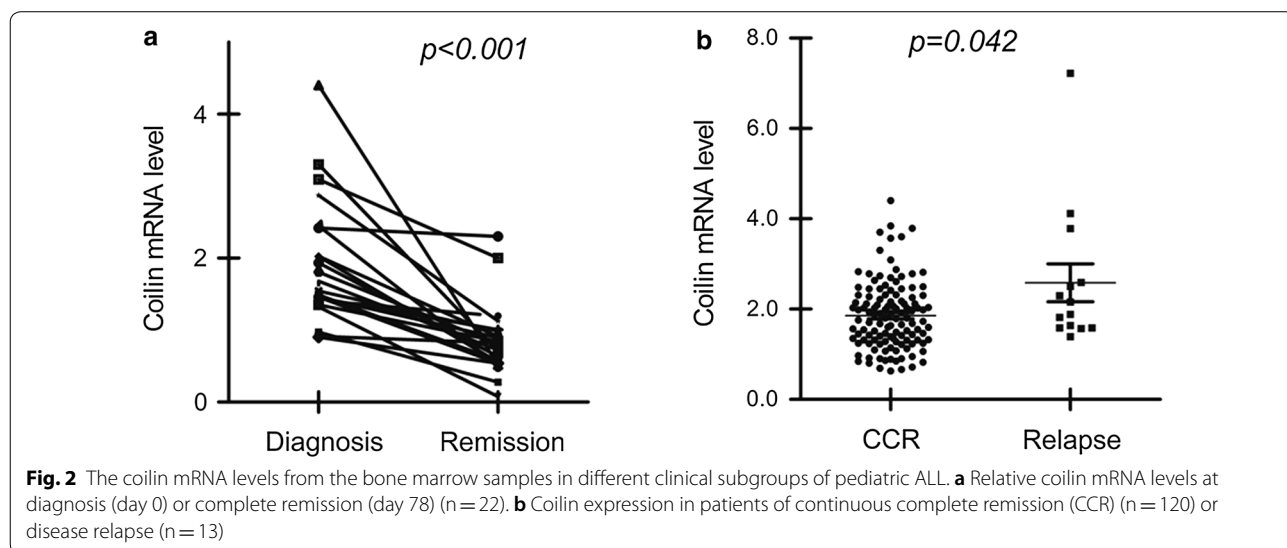 a
p<0.001
4
2
0
Coilin mRNA level
Diagnosis Remission
b
p=0.042
8.0
6.0
4.0
2.0
0.0
Coilin mRNA level
CCR Relapse
Fig. 2 The coilin mRNA levels from the bone marrow samples in different clinical subgroups of pediatric ALL. a Relative coilin mRNA levels at
diagnosis (day 0) or complete remission (day 78) (n = 22). b Coilin expression in patients of continuous complete remission (CCR) (n = 120) or
disease relapse (n = 13)